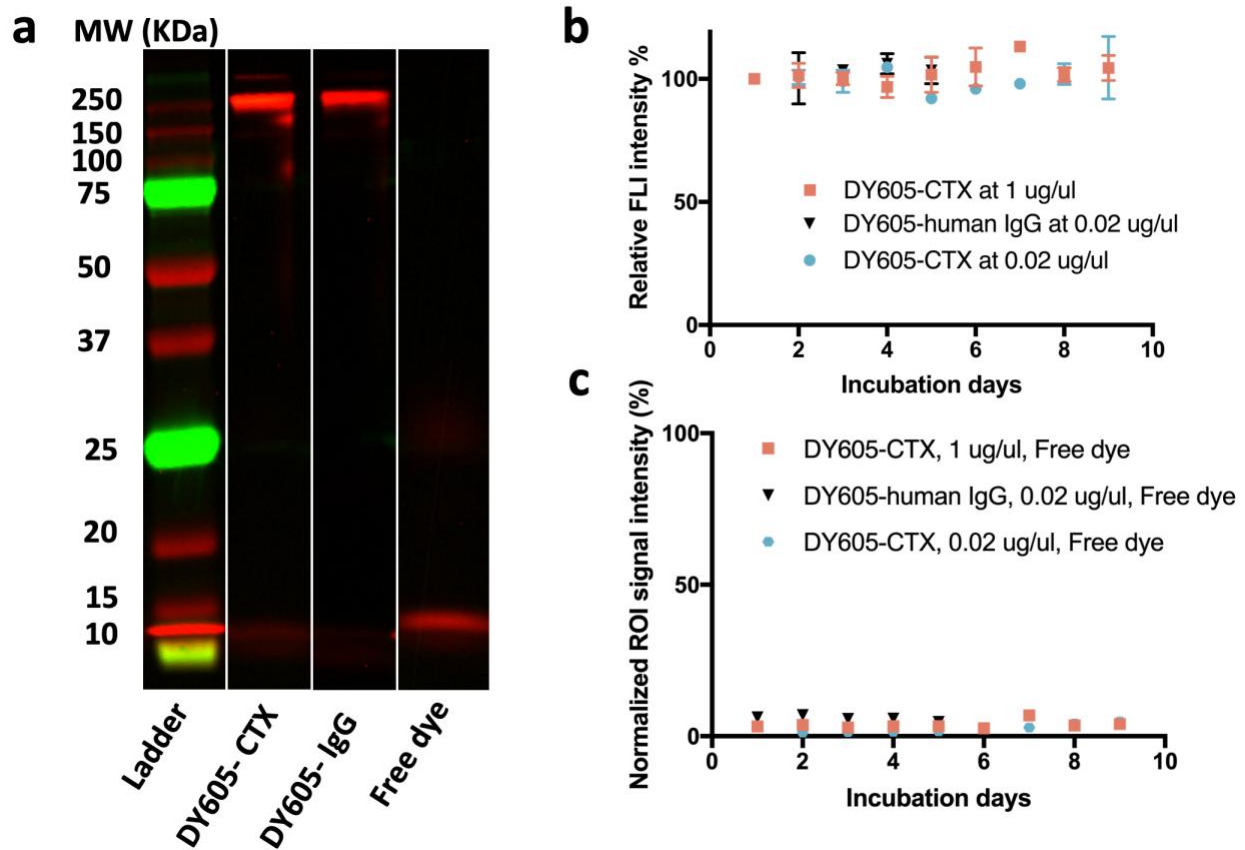 a
MW (KDa)
250
150
100
75
50
37
25
20
15
10
Ladder
DY605- CTX
DY605- IgG
Free dye
b
Relative FLI intensity %
100
50
0
DY605-CTX at 1 ug/ul
DY605-human IgG at 0.02 ug/ul
DY605-CTX at 0.02 ug/ul
0 2 4 6 8 10
Incubation days
c
Normalized ROI signal intensity (%)
100
50
0
DY605-CTX, 1 ug/ul, Free dye
DY605-human IgG, 0.02 ug/ul, Free dye
DY605-CTX, 0.02 ug/ul, Free dye
0 2 4 6 8 10
Incubation days